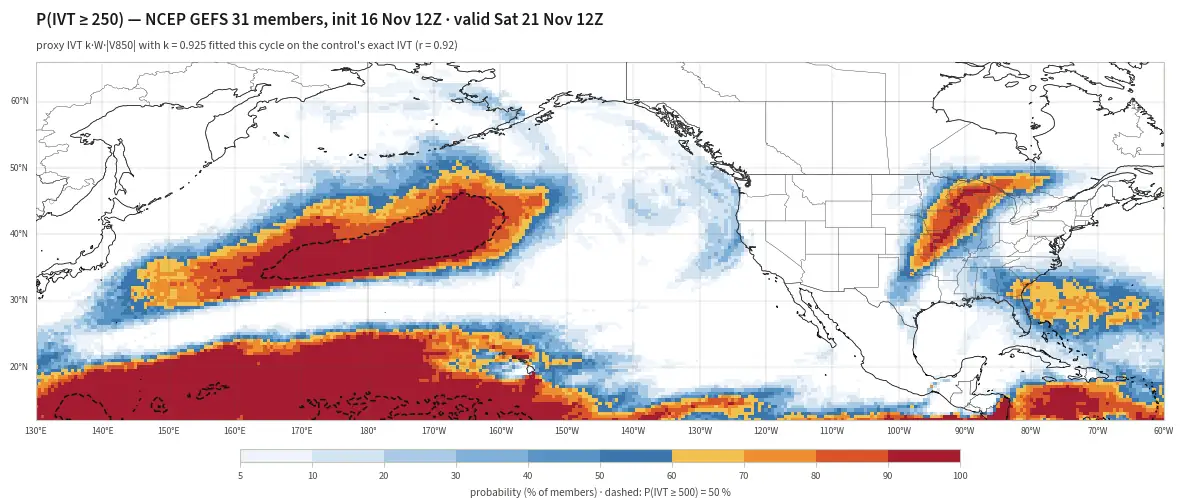 P(IVT ≥ 250) — NCEP GEFS 31 members, init 16 Nov 12Z · valid Sat 21 Nov 12Z
proxy IVT k·W·|V850| with k = 0.925 fitted this cycle on the control's exact IVT (r = 0.92)
60°N
50°N
40°N
30°N
20°N
130°E 140°E 150°E 160°E 170°E 180° 170°W 160°W 150°W 140°W 130°W 120°W 110°W 100°W 90°W 80°W 70°W 60°W
5 10 20 30 40 50 60 70 80 90 100
probability (% of members) · dashed: P(IVT ≥ 500) = 50 %